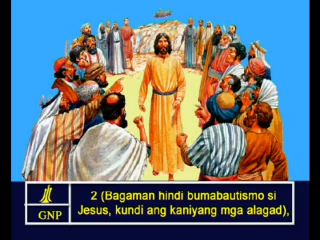 2 (Bagaman hindi bumabautismo si
Jesus, kundi ang kaniyang mga alagad),
GNP